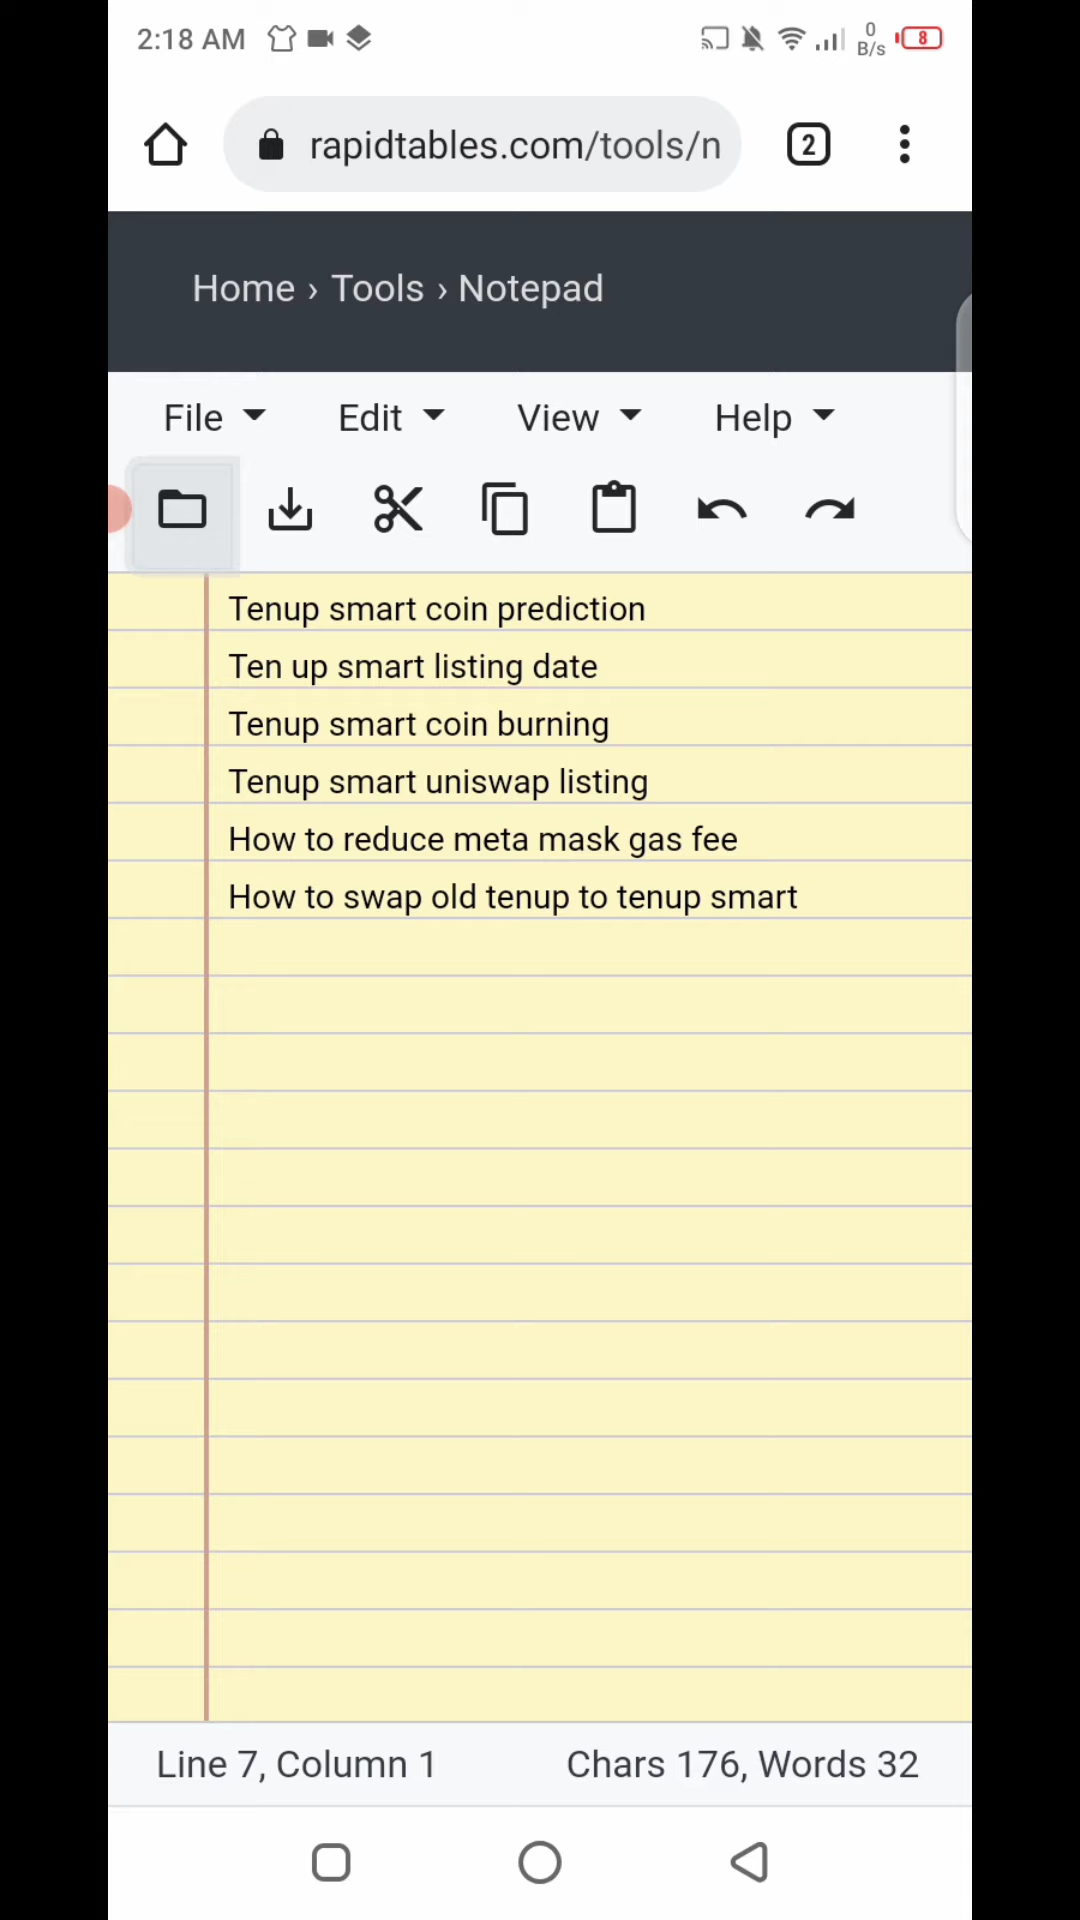 2:18 AM
0
B/s
8
rapidtables.com/tools/n
2
Home › Tools › Notepad
File Edit View Help
Tenup smart coin prediction
Ten up smart listing date
Tenup smart coin burning
Tenup smart uniswap listing
How to reduce meta mask gas fee
How to swap old tenup to tenup smart
Line 7, Column 1
Chars 176, Words 32